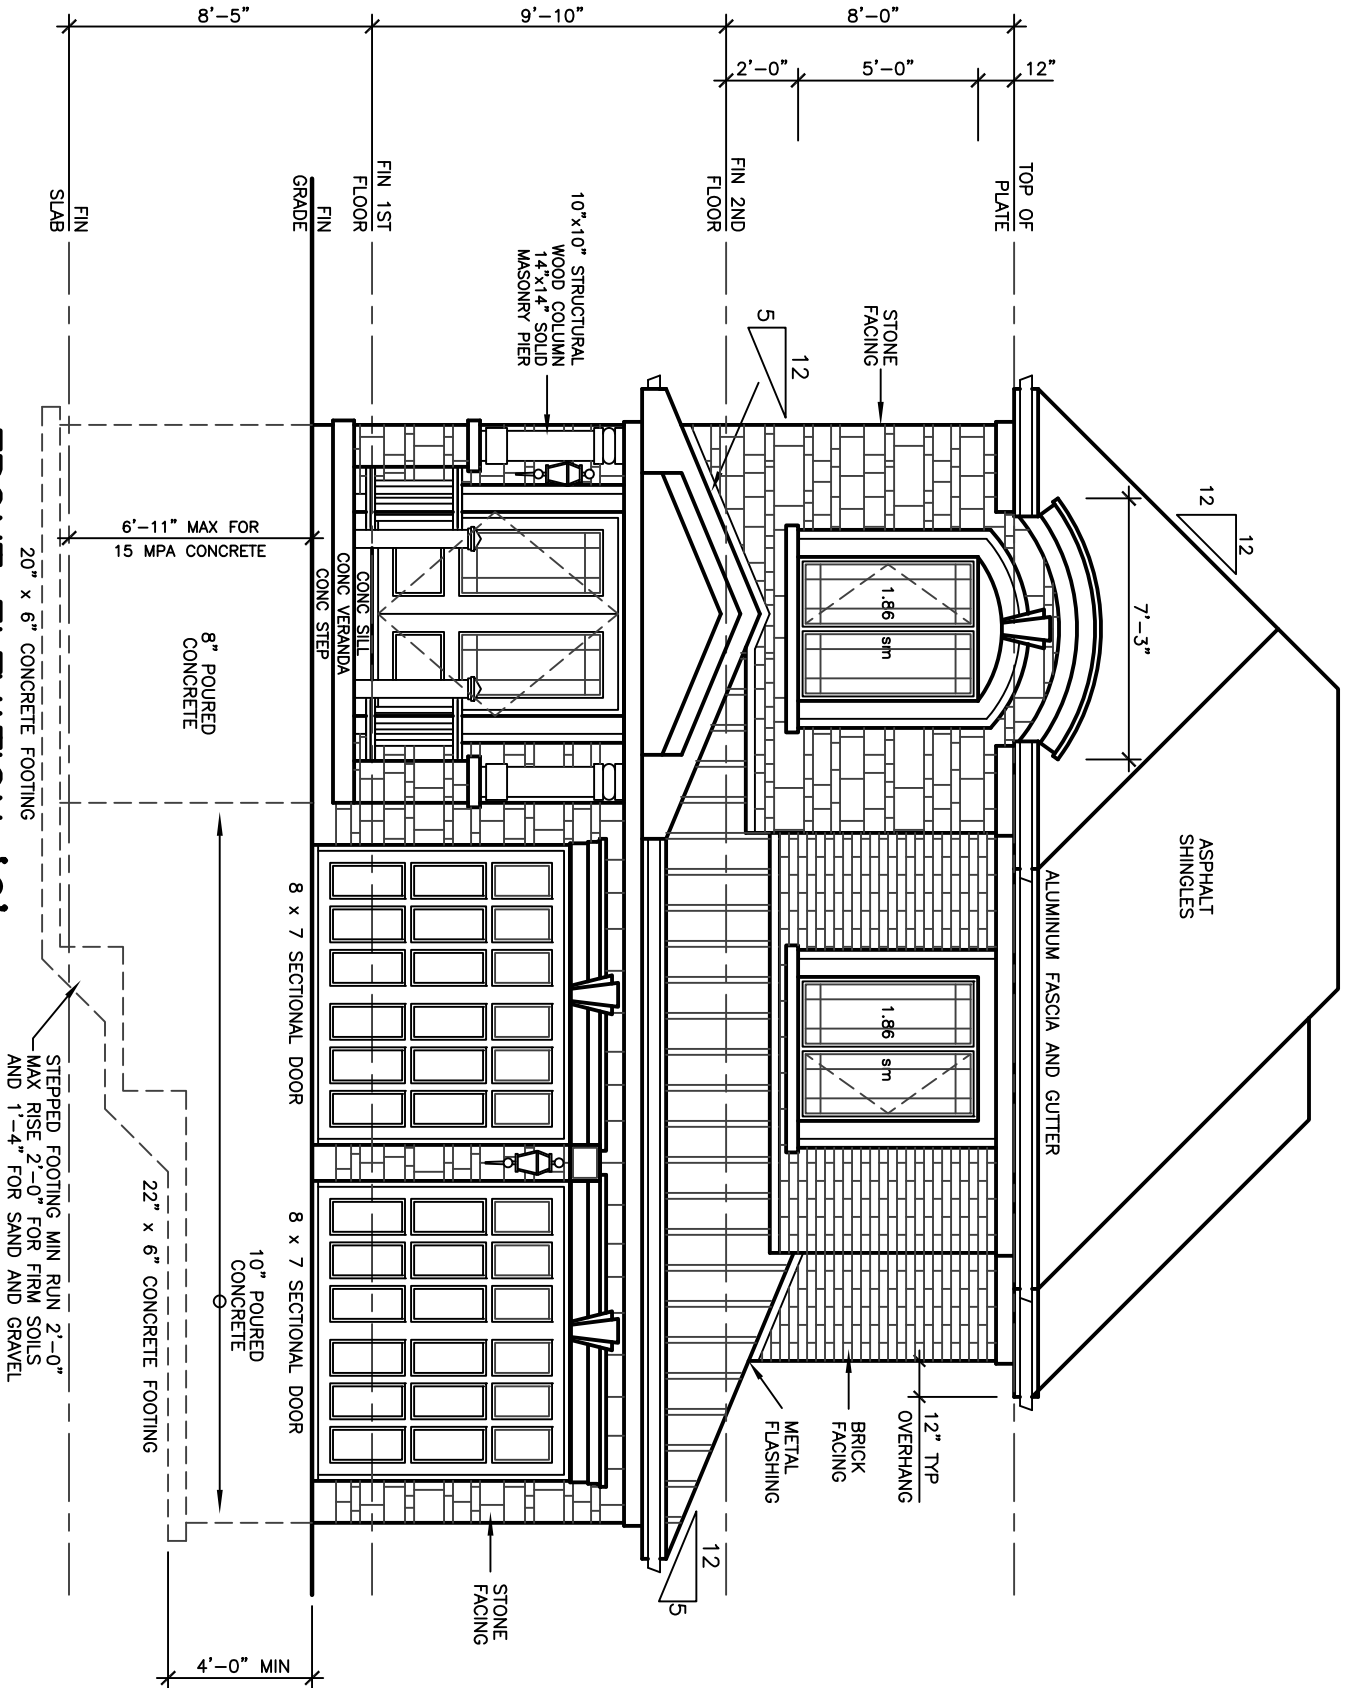 8'-5"
9'-10"
8'-0"
2'-0"
5'-0"
12"
TOP OF
PLATE
FIN 2ND
FLOOR
FIN 1ST
FLOOR
FIN
GRADE
FIN
SLAB
10"x10" STRUCTURAL
WOOD COLUMN
14"x14" SOLID
MASONRY PIER
STONE
FACING
5
12
12
12
7'-3"
ASPHALT
SHINGLES
ALUMINUM FASCIA AND GUTTER
1.86 sm
1.86 sm
12" TYP
OVERHANG
BRICK
FACING
METAL
FLASHING
12
5
STONE
FACING
CONC SILL
CONC VERANDA
CONC STEP
8 x 7 SECTIONAL DOOR
8 x 7 SECTIONAL DOOR
6'-11" MAX FOR
15 MPA CONCRETE
8" POURED
CONCRETE
10" POURED
CONCRETE
20" x 6" CONCRETE FOOTING
22" x 6" CONCRETE FOOTING
STEPPED FOOTING MIN RUN 2'-0"
MAX RISE 2'-0" FOR FIRM SOILS
AND 1'-4" FOR SAND AND GRAVEL
4'-0" MIN